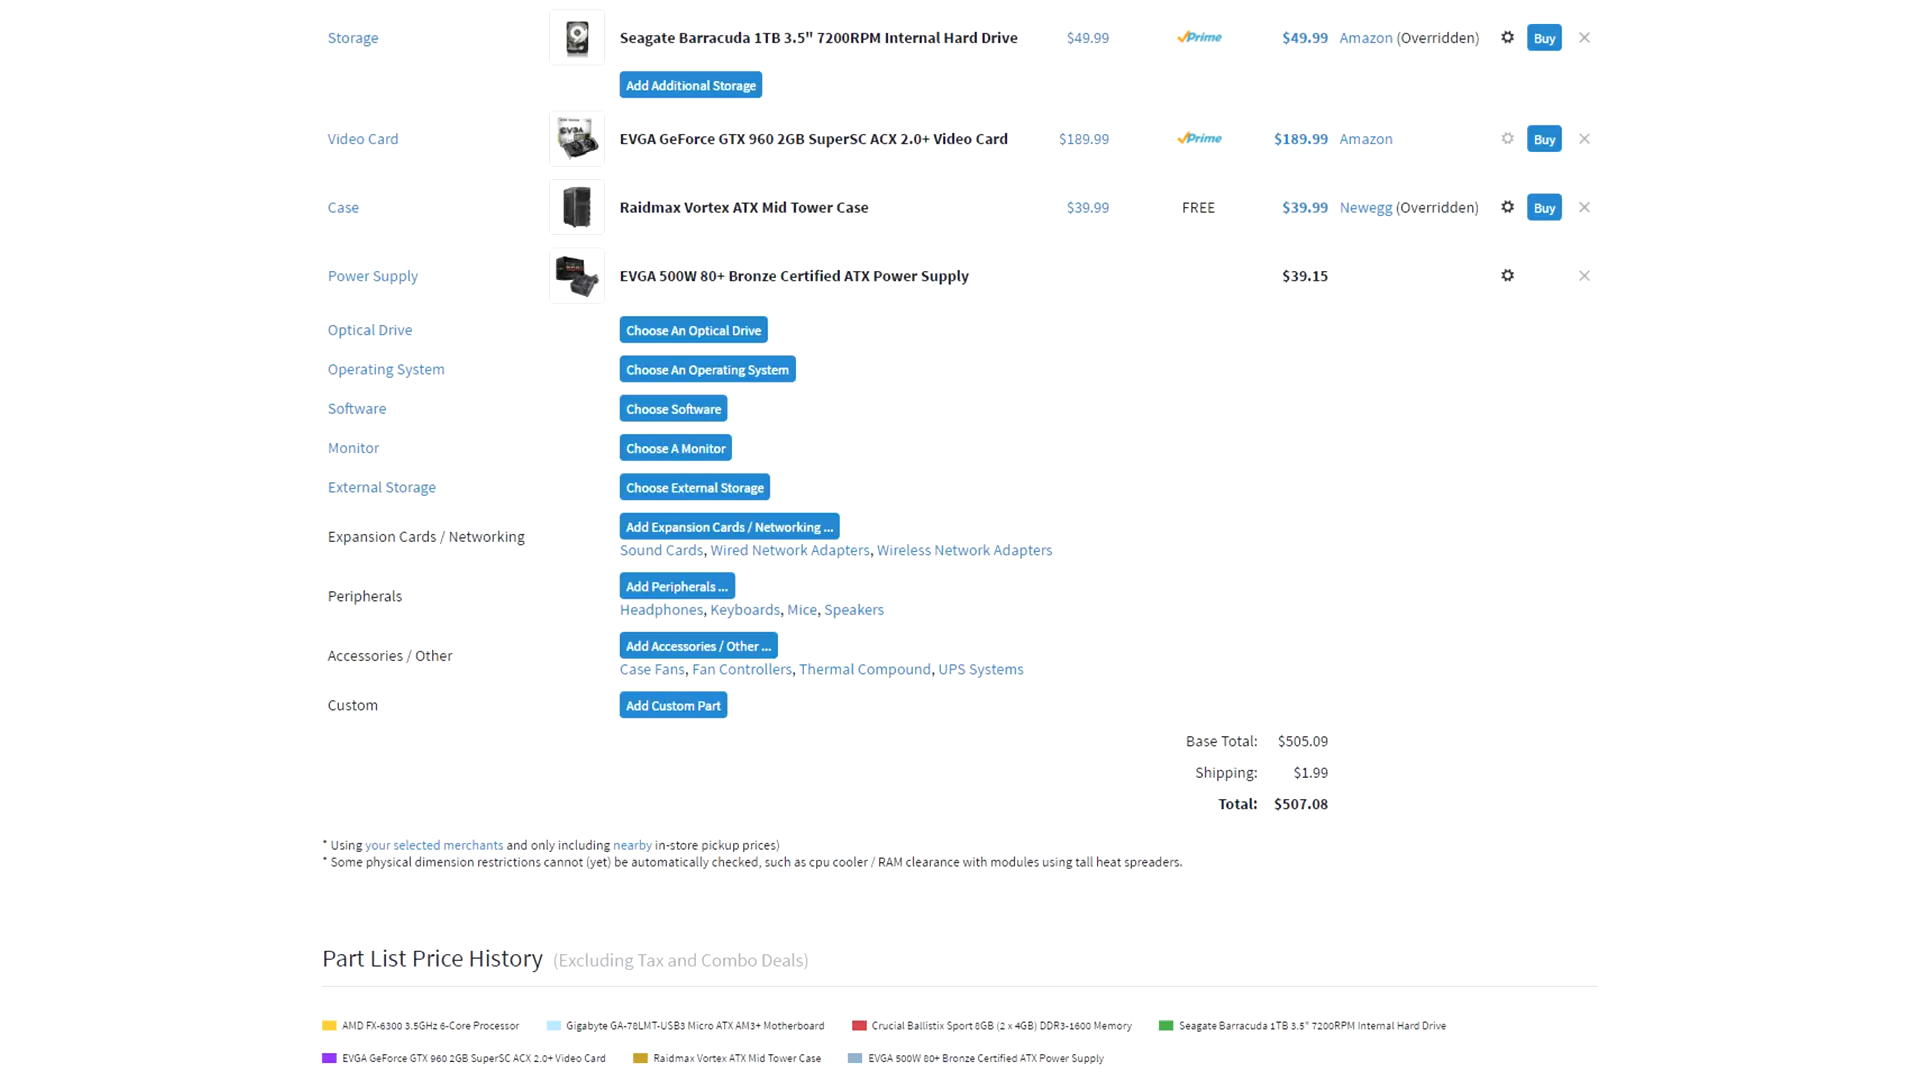 Storage Seagate Barracuda 1TB 3.5" 7200RPM Internal Hard Drive $49.99 Prime $49.99 Amazon (Overridden) Buy
Add Additional Storage
Video Card EVGA GeForce GTX 960 2GB SuperSC ACX 2.0+ Video Card $189.99 Prime $189.99 Amazon Buy
Case Raidmax Vortex ATX Mid Tower Case $39.99 FREE $39.99 Newegg (Overridden) Buy
Power Supply EVGA 500W 80+ Bronze Certified ATX Power Supply $39.15
Optical Drive Choose An Optical Drive
Operating System Choose An Operating System
Software Choose Software
Monitor Choose A Monitor
External Storage Choose External Storage
Expansion Cards / Networking Add Expansion Cards / Networking ...
Sound Cards, Wired Network Adapters, Wireless Network Adapters
Peripherals Add Peripherals ...
Headphones, Keyboards, Mice, Speakers
Accessories / Other Add Accessories / Other ...
Case Fans, Fan Controllers, Thermal Compound, UPS Systems
Custom Add Custom Part
Base Total: $505.09
Shipping: $1.99
Total: $507.08
* Using your selected merchants and only including nearby in-store pickup prices)
* Some physical dimension restrictions cannot (yet) be automatically checked, such as cpu cooler / RAM clearance with modules using tall heat spreaders.
Part List Price History (Excluding Tax and Combo Deals)
AMD FX-6300 3.5GHz 6-Core Processor Gigabyte GA-78LMT-USB3 Micro ATX AM3+ Motherboard Crucial Ballistix Sport 8GB (2 x 4GB) DDR3-1600 Memory Seagate Barracuda 1TB 3.5" 7200RPM Internal Hard Drive
EVGA GeForce GTX 960 2GB SuperSC ACX 2.0+ Video Card Raidmax Vortex ATX Mid Tower Case EVGA 500W 80+ Bronze Certified ATX Power Supply